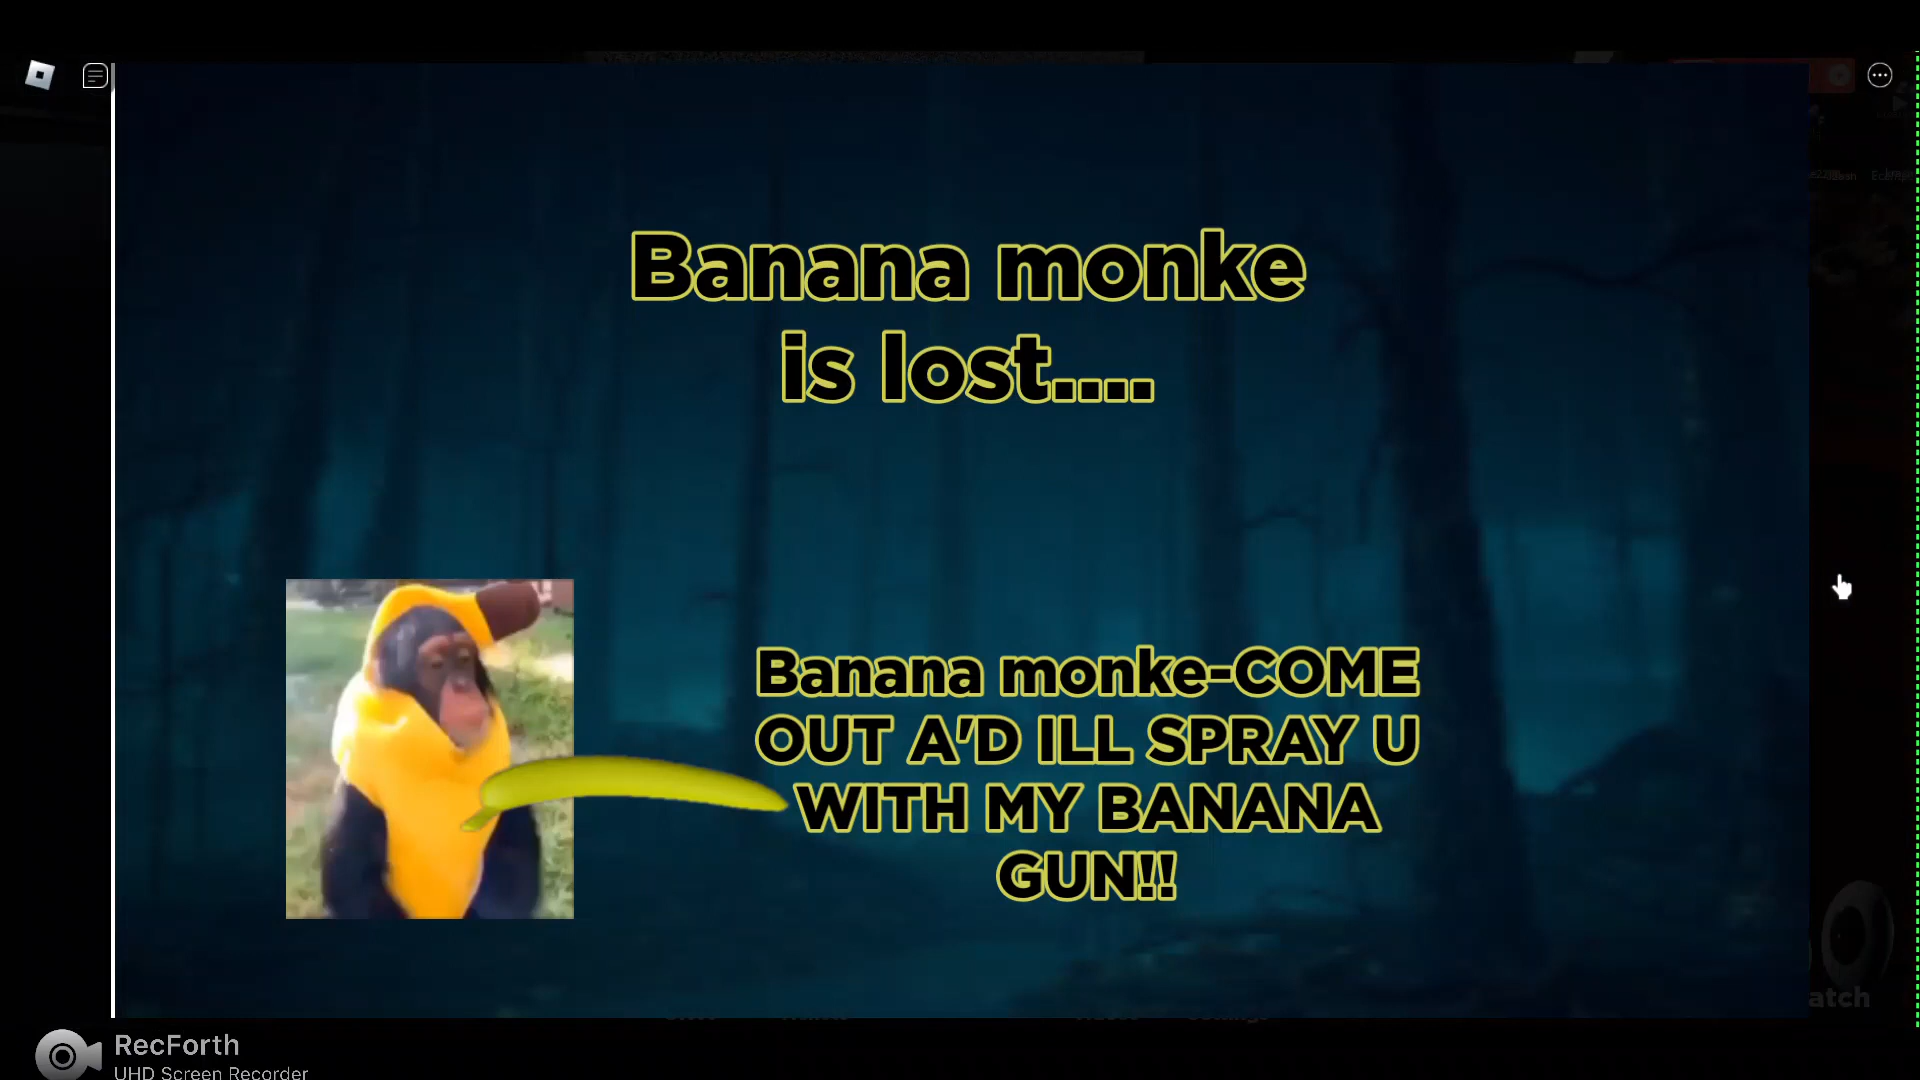 Banana monke
is lost....
Banana monke-COME
OUT A'D ILL SPRAY U
WITH MY BANANA
GUN!!
atch
RecForth
UHD Screen Recorder